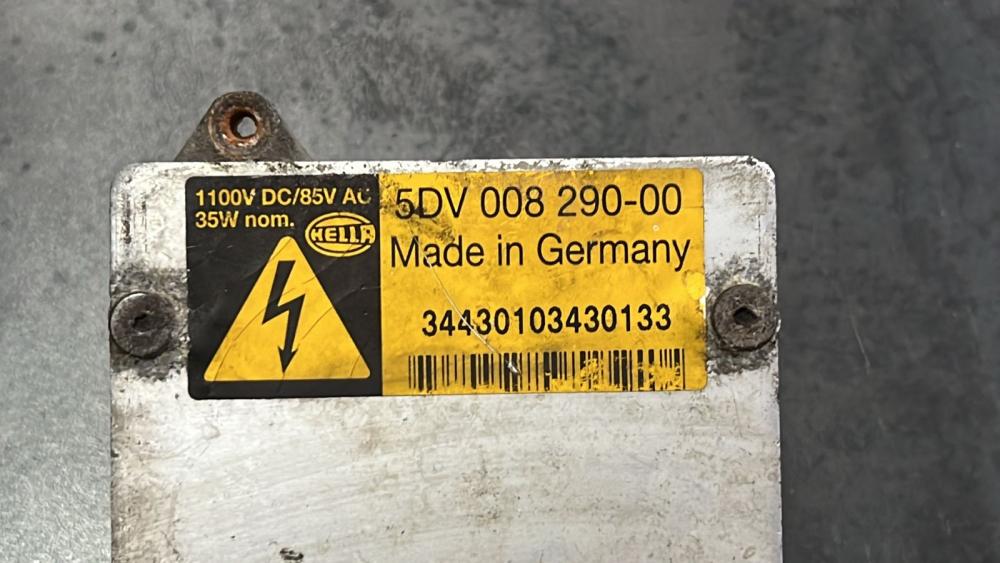 1100V DC/85V AC
35W nom.
HELLA
5DV 008 290-00
Made in Germany
34430103430133